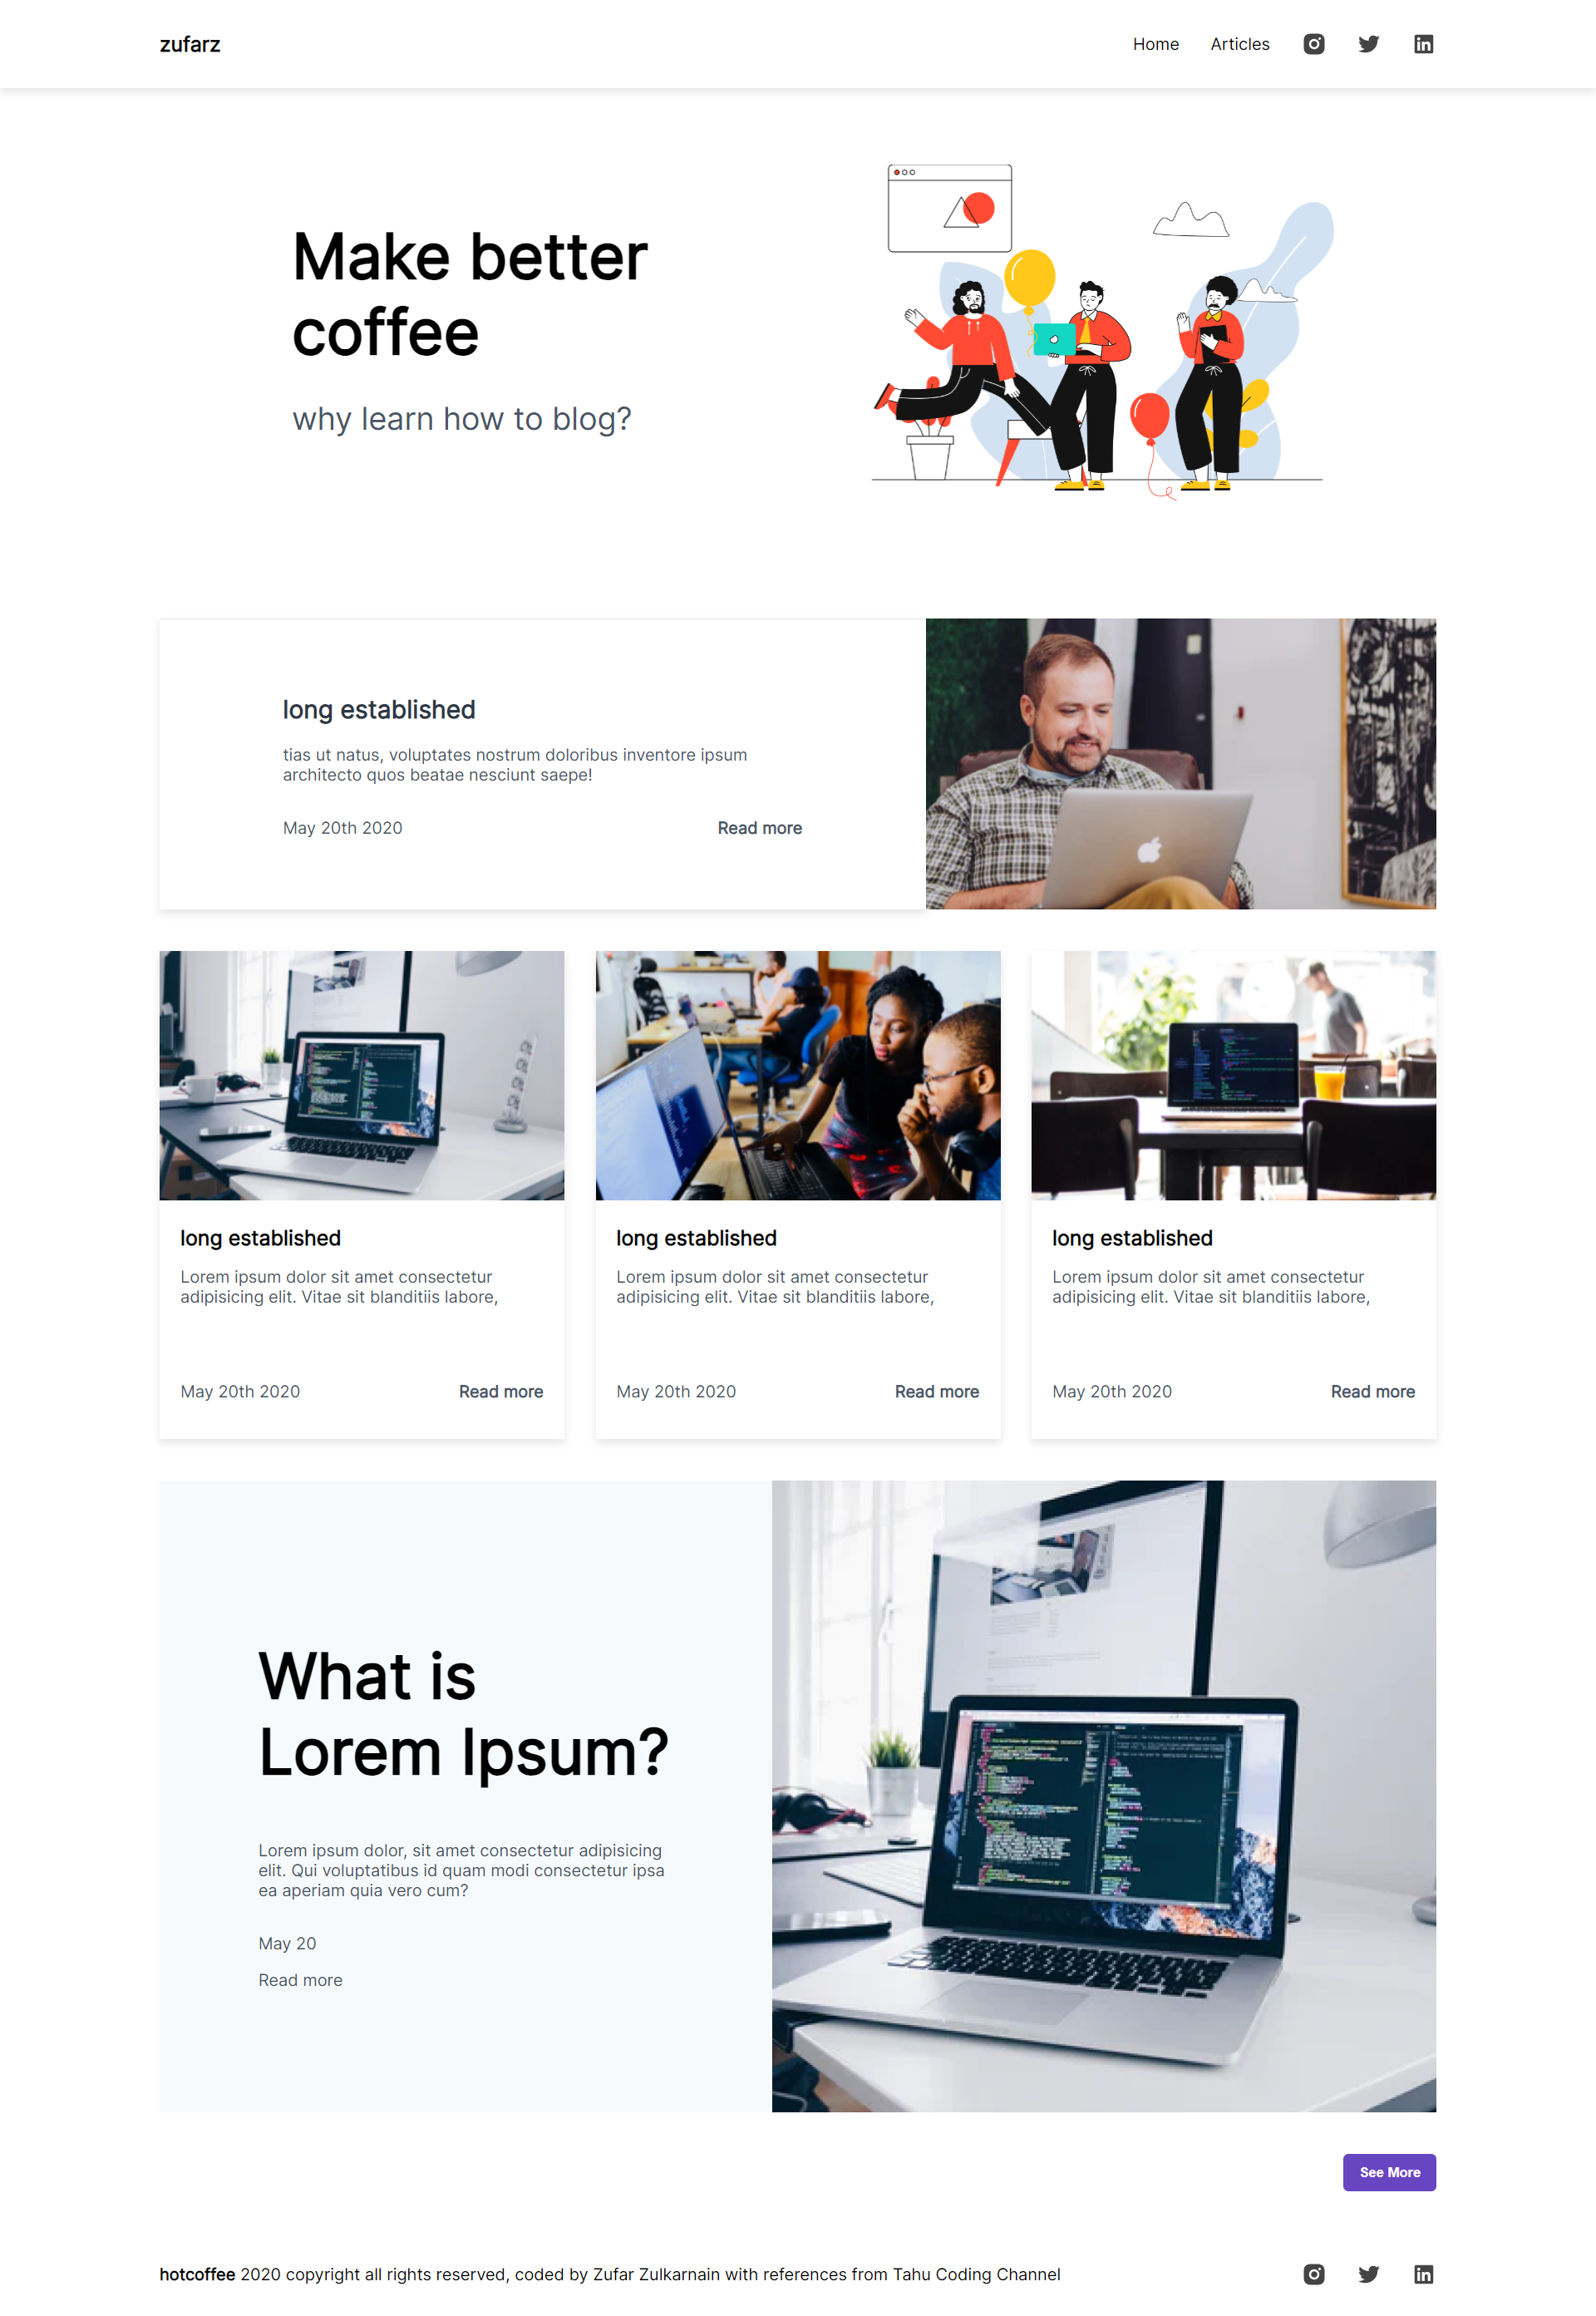 zufarz
Home
Articles
Make better
coffee
why learn how to blog?
long established
tias ut natus, voluptates nostrum doloribus inventore ipsum
architecto quos beatae nesciunt saepe!
May 20th 2020
Read more
long established
Lorem ipsum dolor sit amet consectetur
adipisicing elit. Vitae sit blanditiis labore,
May 20th 2020
Read more
long established
Lorem ipsum dolor sit amet consectetur
adipisicing elit. Vitae sit blanditiis labore,
May 20th 2020
Read more
long established
Lorem ipsum dolor sit amet consectetur
adipisicing elit. Vitae sit blanditiis labore,
May 20th 2020
Read more
What is
Lorem Ipsum?
Lorem ipsum dolor, sit amet consectetur adipisicing
elit. Qui voluptatibus id quam modi consectetur ipsa
ea aperiam quia vero cum?
May 20
Read more
See More
hotcoffee 2020 copyright all rights reserved, coded by Zufar Zulkarnain with references from Tahu Coding Channel